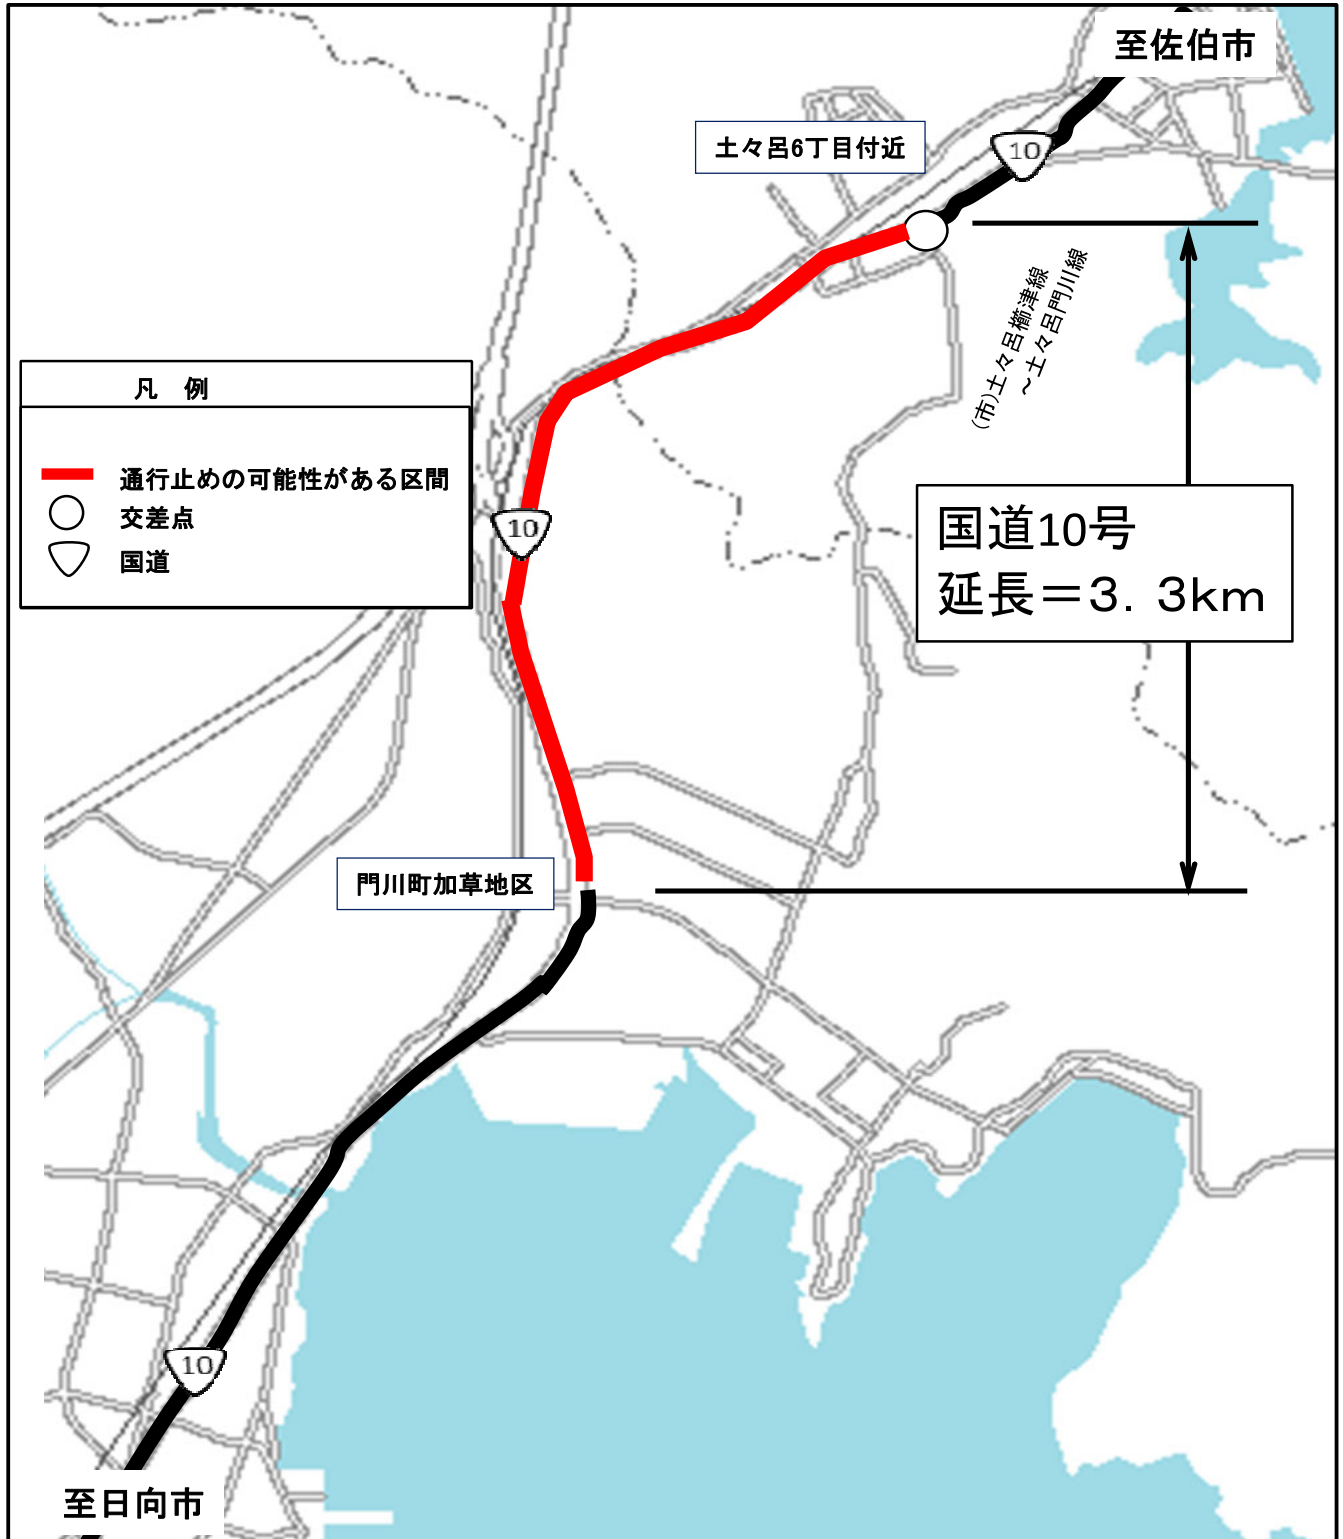 至佐伯市
土々呂6丁目付近
10
(市)土々呂櫛津線
～土々呂門川線
凡 例
通行止めの可能性がある区間
交差点
国道
10
国道10号
延長＝3．3km
門川町加草地区
10
至日向市